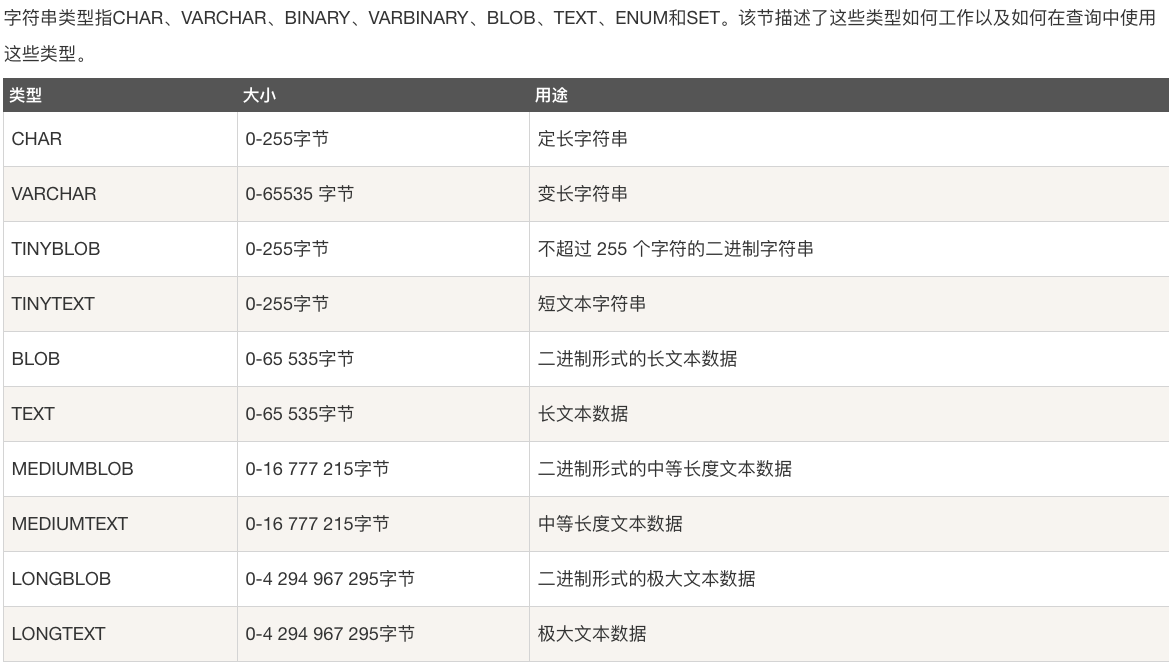 字符串类型指CHAR、VARCHAR、BINARY、VARBINARY、BLOB、TEXT、ENUM和SET。该节描述了这些类型如何工作以及如何在查询中使用
这些类型。
类型 大小 用途
CHAR 0-255字节 定长字符串
VARCHAR 0-65535 字节 变长字符串
TINYBLOB 0-255字节 不超过 255 个字符的二进制字符串
TINYTEXT 0-255字节 短文本字符串
BLOB 0-65 535字节 二进制形式的长文本数据
TEXT 0-65 535字节 长文本数据
MEDIUMBLOB 0-16 777 215字节 二进制形式的中等长度文本数据
MEDIUMTEXT 0-16 777 215字节 中等长度文本数据
LONGBLOB 0-4 294 967 295字节 二进制形式的极大文本数据
LONGTEXT 0-4 294 967 295字节 极大文本数据